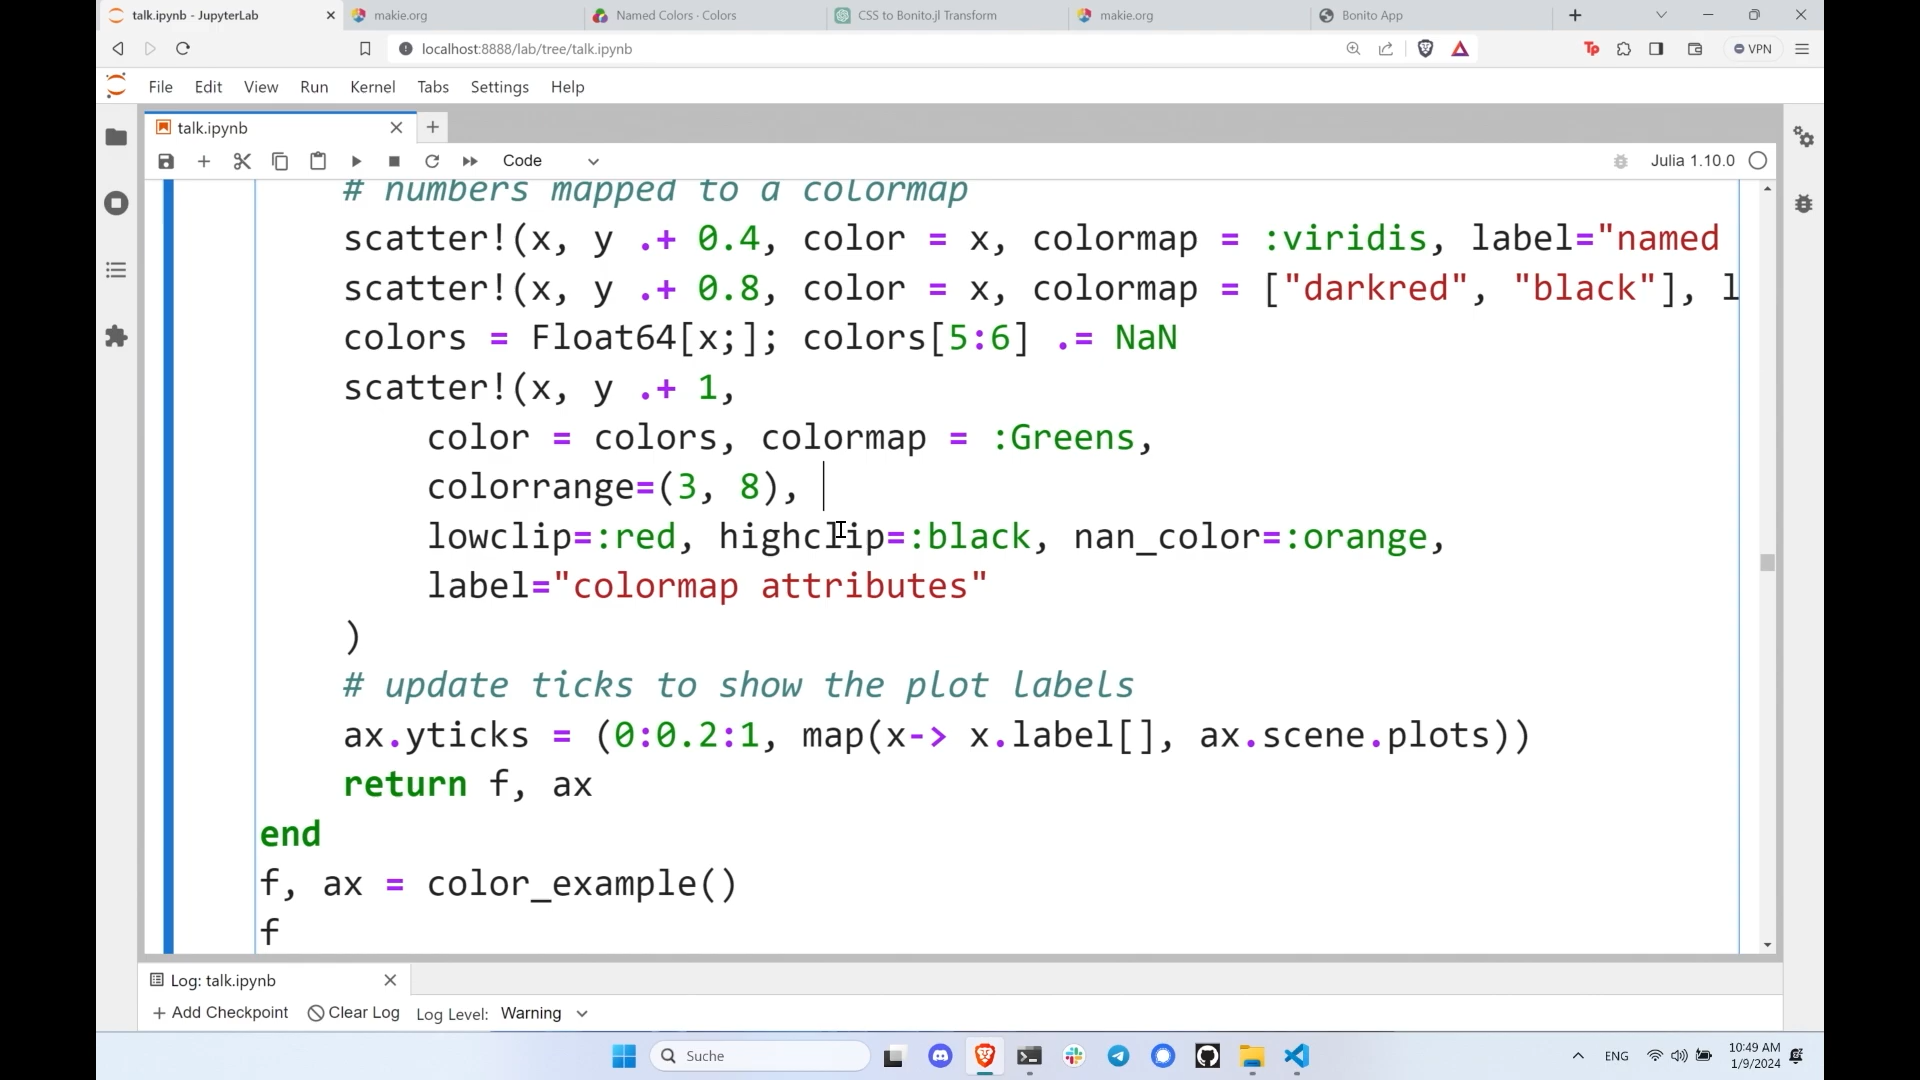 talk.ipynb - JupyterLab
makie.org
Named Colors · Colors
CSS to Bonito.jl Transform
makie.org
Bonito App
localhost:8888/lab/tree/talk.ipynb
Tp
VPN
File Edit View Run Kernel Tabs Settings Help
talk.ipynb
Code
Julia 1.10.0
# numbers mapped to a colormap
scatter!(x, y .+ 0.4, color = x, colormap = :viridis, label="named
scatter!(x, y .+ 0.8, color = x, colormap = ["darkred", "black"], l
colors = Float64[x;]; colors[5:6] .= NaN
scatter!(x, y .+ 1,
color = colors, colormap = :Greens,
colorrange=(3, 8),
lowclip=:red, highclip=:black, nan_color=:orange,
label="colormap attributes"
)
# update ticks to show the plot labels
ax.yticks = (0:0.2:1, map(x-> x.label[], ax.scene.plots))
return f, ax
end
f, ax = color_example()
f
Log: talk.ipynb
+ Add Checkpoint Clear Log Log Level: Warning
Suche
ENG
10:49 AM
1/9/2024